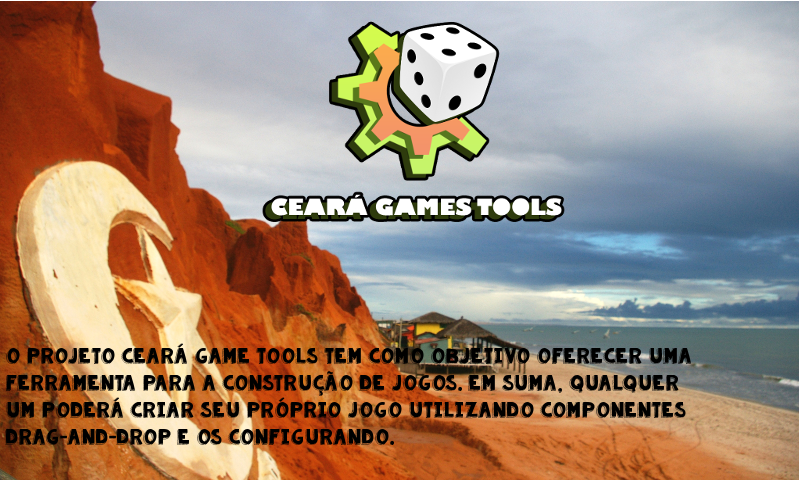 CEARÁ GAMES TOOLS
O PROJETO CEARÁ GAME TOOLS TEM COMO OBJETIVO OFERECER UMA
FERRAMENTA PARA A CONSTRUÇÃO DE JOGOS. EM SUMA, QUALQUER
UM PODERÁ CRIAR SEU PRÓPRIO JOGO UTILIZANDO COMPONENTES
DRAG-AND-DROP E OS CONFIGURANDO.